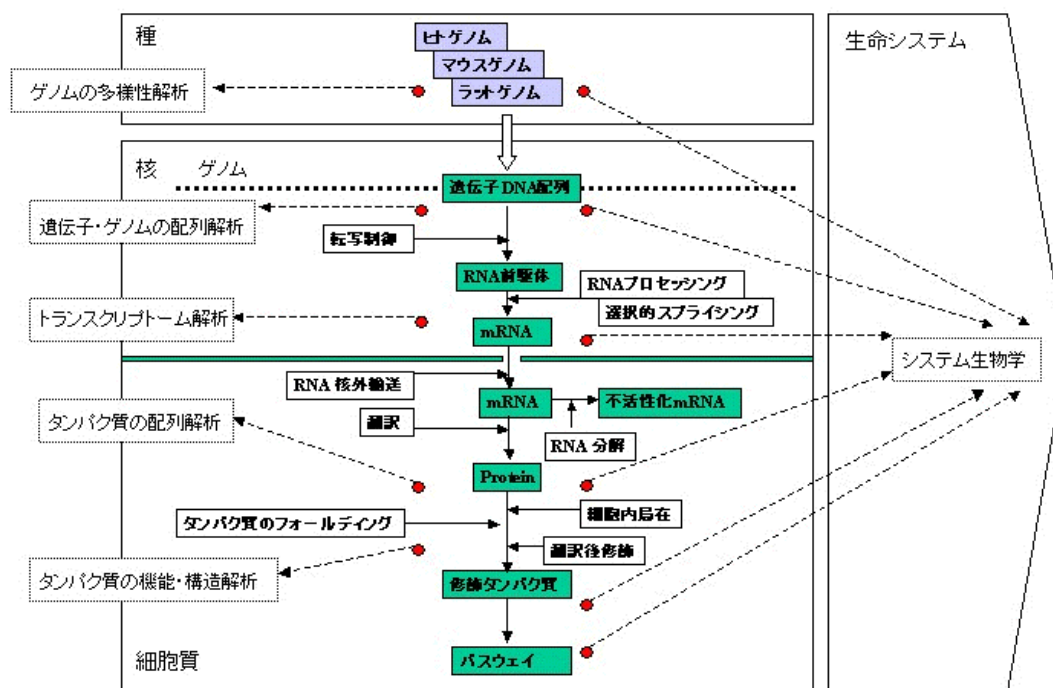 種
ヒトゲノム
マウスゲノム
ラットゲノム
生命システム
ゲノムの多様性解析
核 ゲノム
遺伝子DNA配列
遺伝子・ゲノムの配列解析
転写制御
RNA前駆体
RNAプロセッシング
選択的スプライシング
トランスクリプトーム解析
mRNA
システム生物学
RNA 核外輸送
mRNA
不活性化mRNA
タンパク質の配列解析
翻訳
RNA 分解
Protein
タンパク質のフォールディング
細胞内局在
翻訳後修飾
タンパク質の機能・構造解析
修飾タンパク質
細胞質
パスウェイ